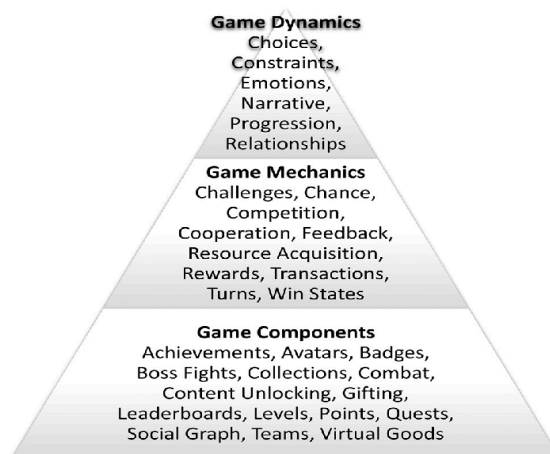 Game Dynamics
Choices,
Constraints,
Emotions,
Narrative,
Progression,
Relationships
Game Mechanics
Challenges, Chance,
Competition,
Cooperation, Feedback,
Resource Acquisition,
Rewards, Transactions,
Turns, Win States
Game Components
Achievements, Avatars, Badges,
Boss Fights, Collections, Combat,
Content Unlocking, Gifting,
Leaderboards, Levels, Points, Quests,
Social Graph, Teams, Virtual Goods